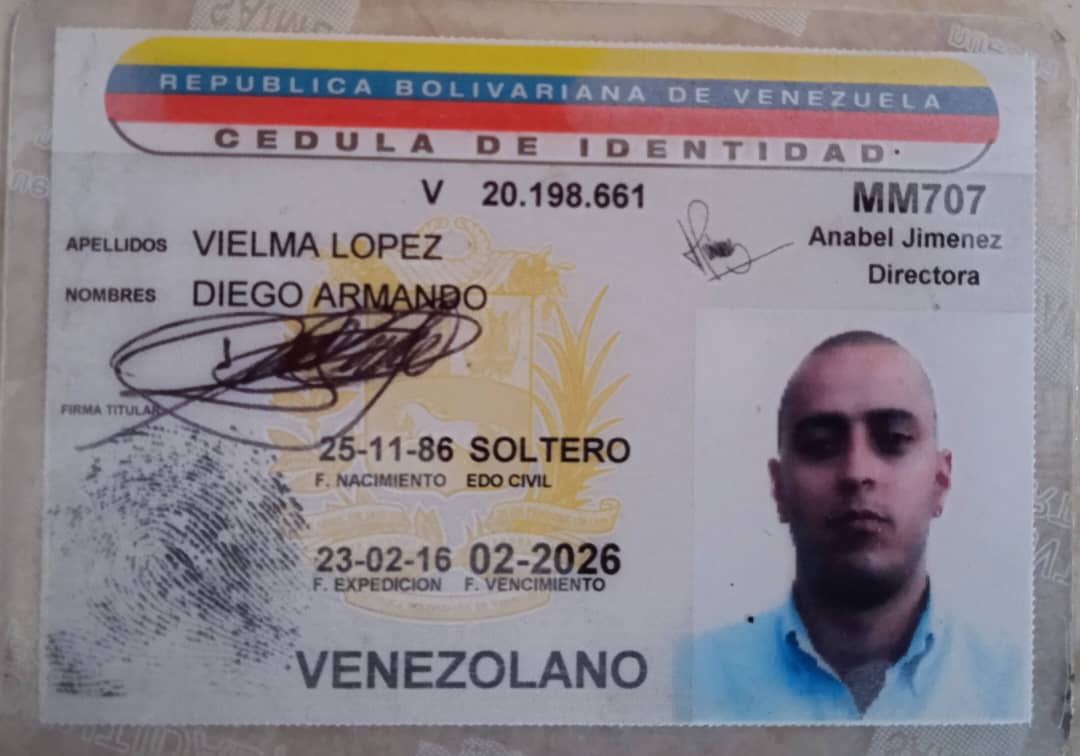 REPUBLICA BOLIVARIANA DE VENEZUELA
CEDULA DE IDENTIDAD
V 20.198.661
MM707
Anabel Jimenez
Directora
APELLIDOS VIELMA LOPEZ
NOMBRES DIEGO ARMANDO
FIRMA TITULAR
25-11-86 SOLTERO
F. NACIMIENTO EDO CIVIL
23-02-16 02-2026
F. EXPEDICION F. VENCIMIENTO
VENEZOLANO